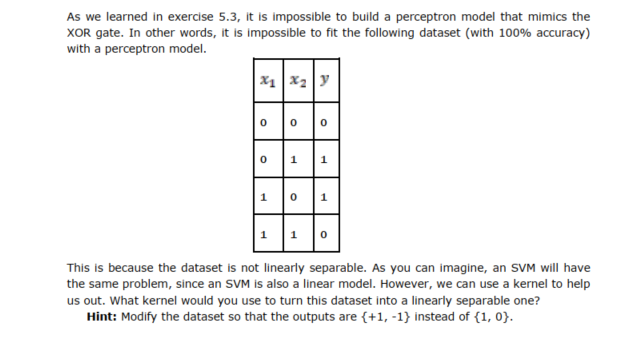 As we learned in exercise 5.3, it is impossible to build a perceptron model that mimics the
XOR gate. In other words, it is impossible to fit the following dataset (with 100% accuracy)
with a perceptron model.
x₁ x₂ y
0 0 0
0 1 1
1 0 1
1 1 0
This is because the dataset is not linearly separable. As you can imagine, an SVM will have
the same problem, since an SVM is also a linear model. However, we can use a kernel to help
us out. What kernel would you use to turn this dataset into a linearly separable one?
Hint: Modify the dataset so that the outputs are {+1, -1} instead of {1, 0}.